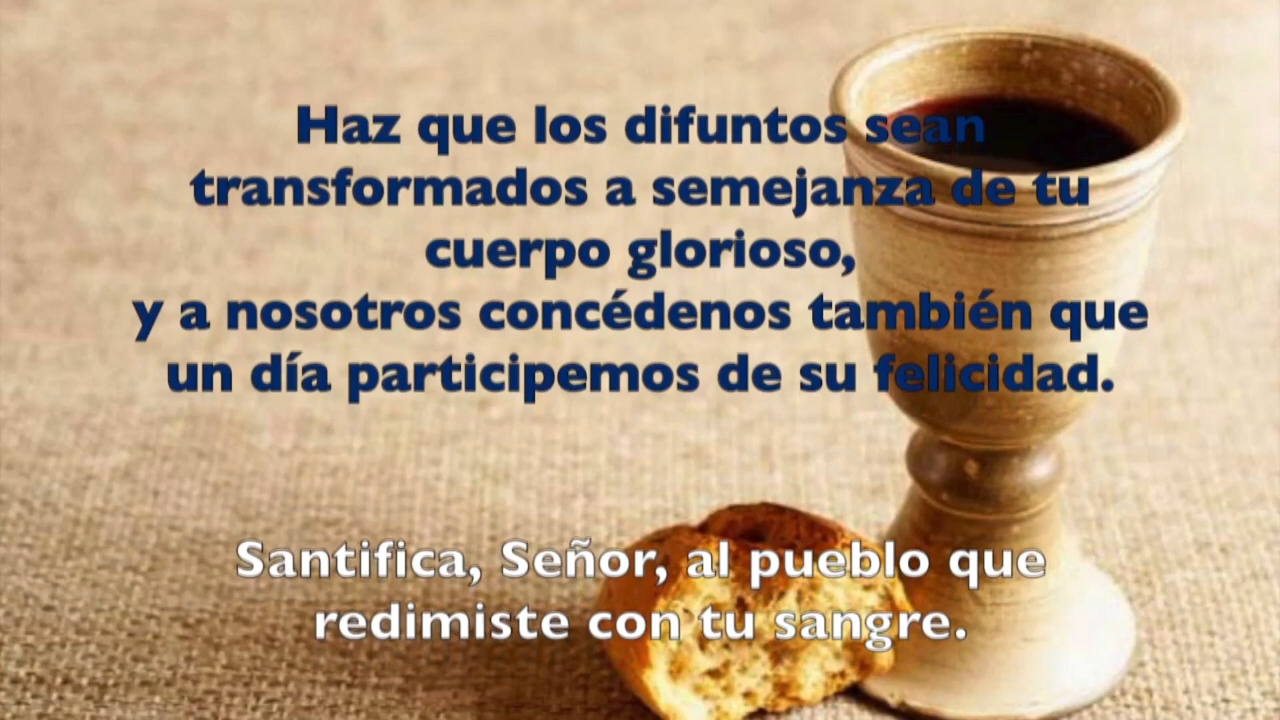 Haz que los difuntos sean
transformados a semejanza de tu
cuerpo glorioso,
y a nosotros concédenos también que
un día participemos de su felicidad.
Santifica, Señor, al pueblo que
redimiste con tu sangre.